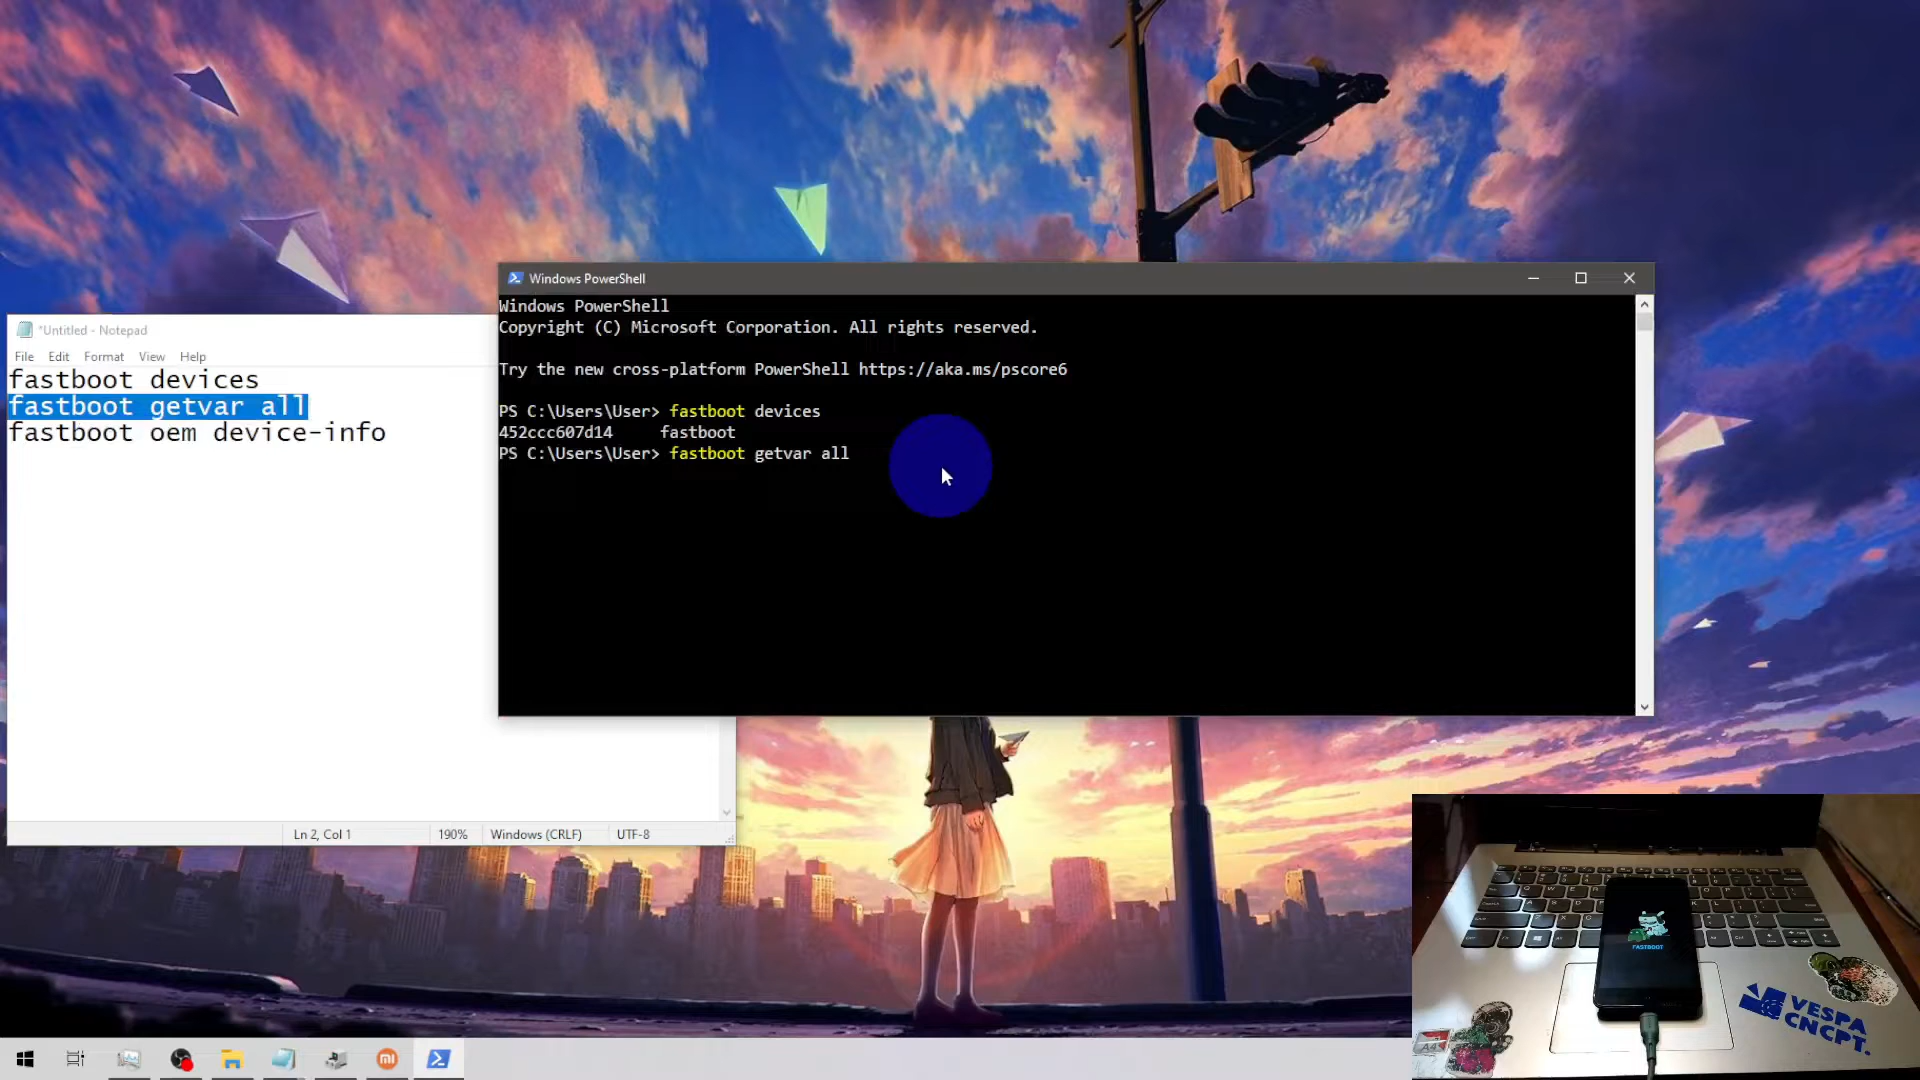 *Untitled - Notepad
File Edit Format View Help
fastboot devices
fastboot getvar all
fastboot oem device-info
Ln 2, Col 1 190% Windows (CRLF) UTF-8
Windows PowerShell
Windows PowerShell
Copyright (C) Microsoft Corporation. All rights reserved.
Try the new cross-platform PowerShell https://aka.ms/pscore6
PS C:\Users\User> fastboot devices
452ccc607d14 fastboot
PS C:\Users\User> fastboot getvar all
FASTBOOT
VESPA
CNCPT.
mi